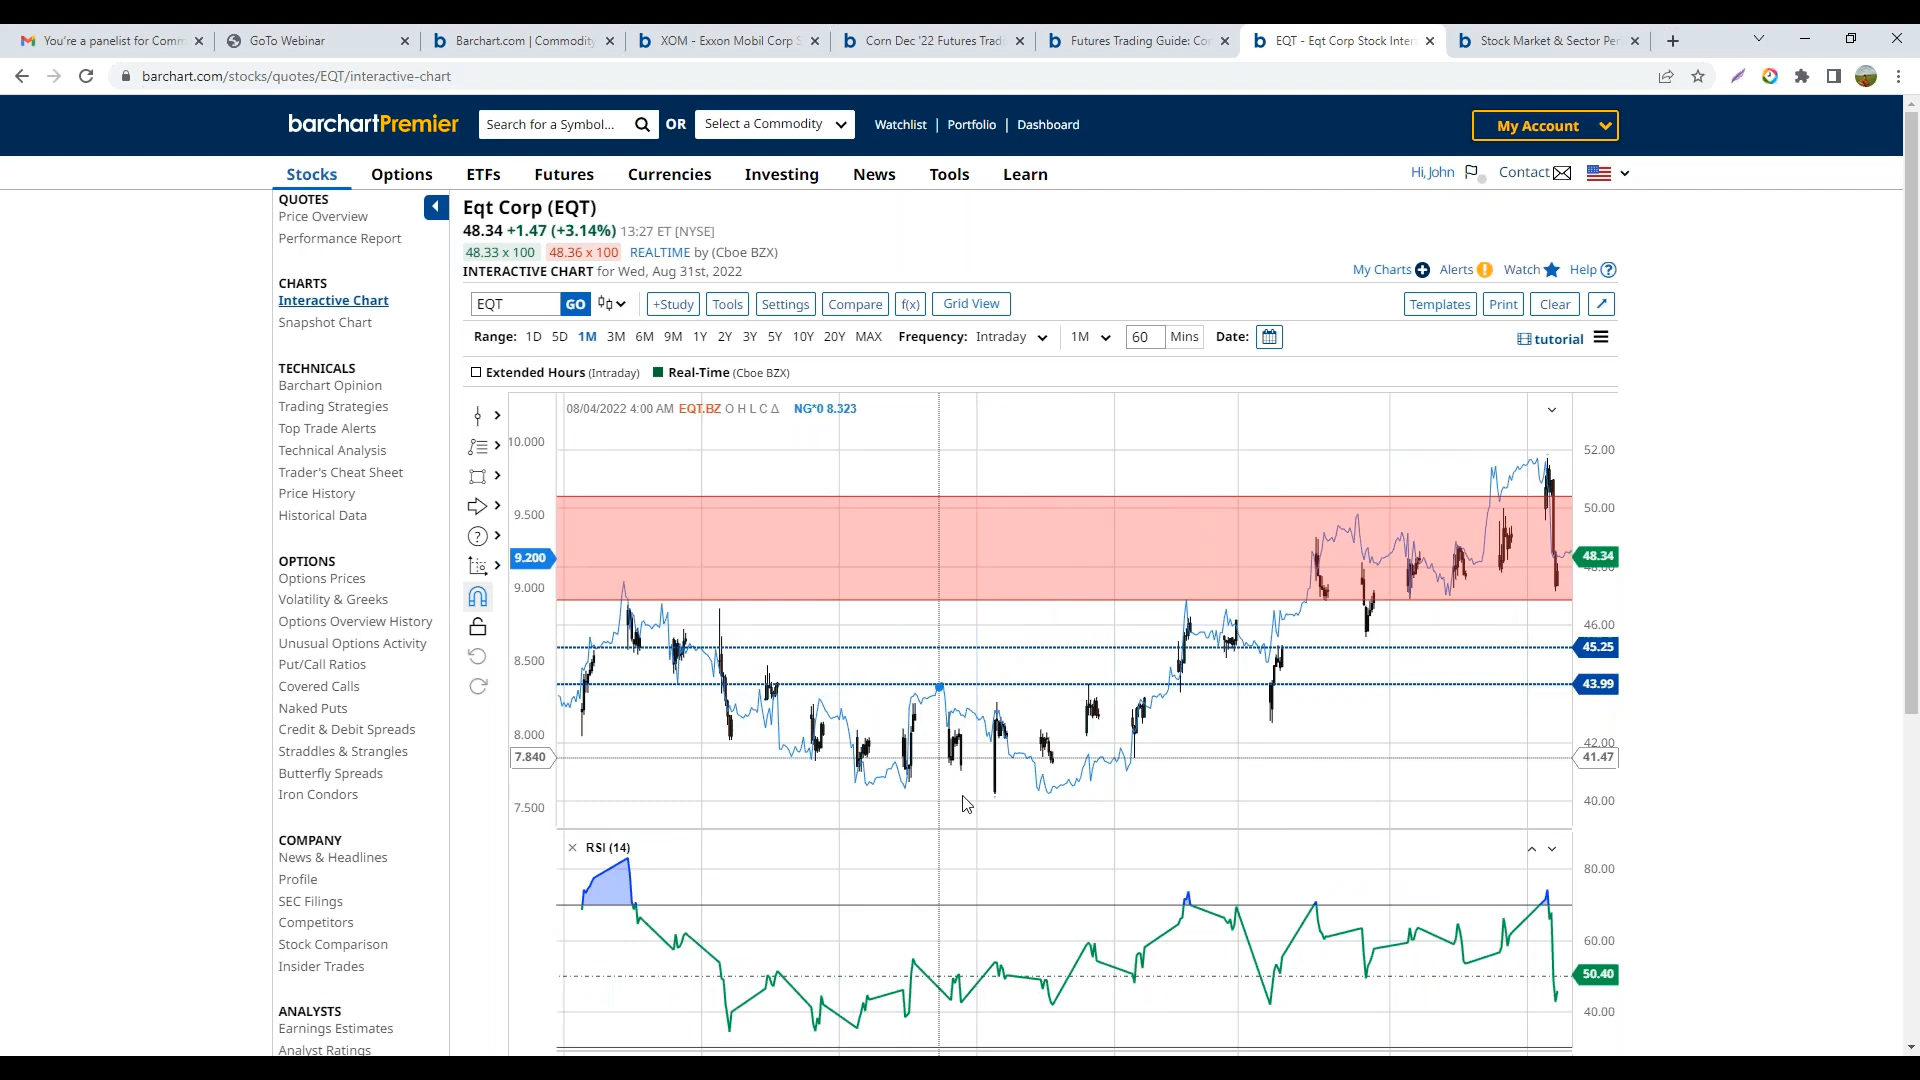 You're a panelist for Comm
GoTo Webinar
Barchart.com | Commodity
XOM - Exxon Mobil Corp S
Corn Dec '22 Futures Tradi
Futures Trading Guide: Co
EQT - Eqt Corp Stock Inter
Stock Market & Sector Per
barchart.com/stocks/quotes/EQT/interactive-chart
barchartPremier
Search for a Symbol...
OR
Select a Commodity
Watchlist | Portfolio | Dashboard
My Account
Stocks Options ETFs Futures Currencies Investing News Tools Learn
Hi, John
Contact
QUOTES
Price Overview
Performance Report
CHARTS
Interactive Chart
Snapshot Chart
TECHNICALS
Barchart Opinion
Trading Strategies
Top Trade Alerts
Technical Analysis
Trader's Cheat Sheet
Price History
Historical Data
OPTIONS
Options Prices
Volatility & Greeks
Options Overview History
Unusual Options Activity
Put/Call Ratios
Covered Calls
Naked Puts
Credit & Debit Spreads
Straddles & Strangles
Butterfly Spreads
Iron Condors
COMPANY
News & Headlines
Profile
SEC Filings
Competitors
Stock Comparison
Insider Trades
ANALYSTS
Earnings Estimates
Analyst Ratings
Eqt Corp (EQT)
48.34 +1.47 (+3.14%) 13:27 ET [NYSE]
48.33 x 100 48.36 x 100 REALTIME by (Cboe BZX)
INTERACTIVE CHART for Wed, Aug 31st, 2022
My Charts Alerts Watch Help
EQT GO +Study Tools Settings Compare f(x) Grid View
Templates Print Clear
Range: 1D 5D 1M 3M 6M 9M 1Y 2Y 3Y 5Y 10Y 20Y MAX Frequency: Intraday 1M 60 Mins Date:
tutorial
Extended Hours (Intraday) Real-Time (Cboe BZX)
08/04/2022 4:00 AM EQT.BZ O H L C Δ NG*0 8.323
10.000
9.500
9.200
9.000
8.500
8.000
7.840
7.500
52.00
50.00
48.34
48.00
46.00
45.25
43.99
42.00
41.47
40.00
RSI (14)
80.00
60.00
50.40
40.00